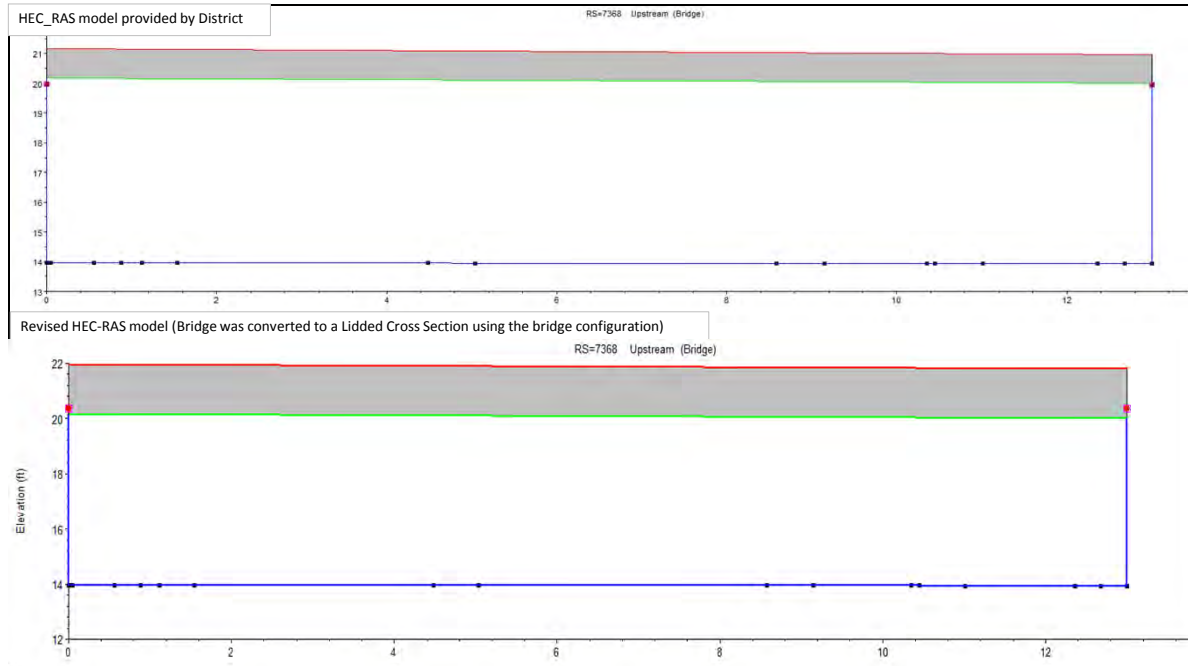 HEC_RAS model provided by District
RS=7368 Upstream (Bridge)
21
20
19
18
17
16
15
14
13
0 2 4 6 8 10 12
Revised HEC-RAS model (Bridge was converted to a Lidded Cross Section using the bridge configuration)
RS=7368 Upstream (Bridge)
22
20
18
16
14
12
Elevation (ft)
0 2 4 6 8 10 12